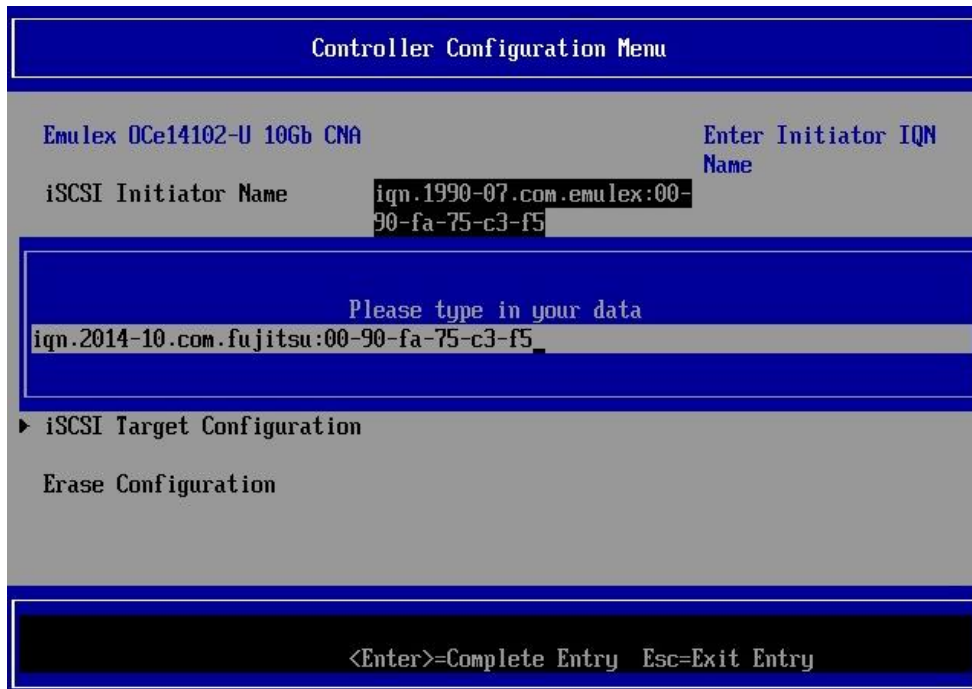 Controller Configuration Menu
Emulex OCe14102-U 10Gb CNA
Enter Initiator IQN
Name
iSCSI Initiator Name
iqn.1990-07.com.emulex:00-
90-fa-75-c3-f5
Please type in your data
iqn.2014-10.com.fujitsu:00-90-fa-75-c3-f5_
iSCSI Target Configuration
Erase Configuration
<Enter>=Complete Entry Esc=Exit Entry